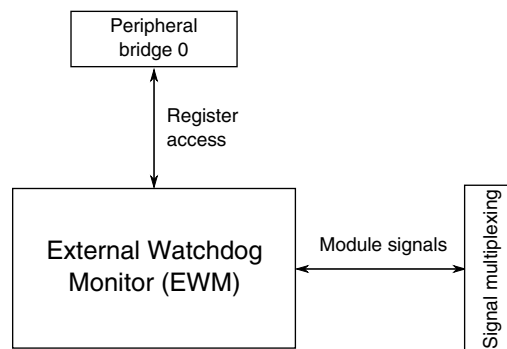 Peripheral
bridge 0
Register
access
External Watchdog
Monitor (EWM)
Module signals
Signal multiplexing